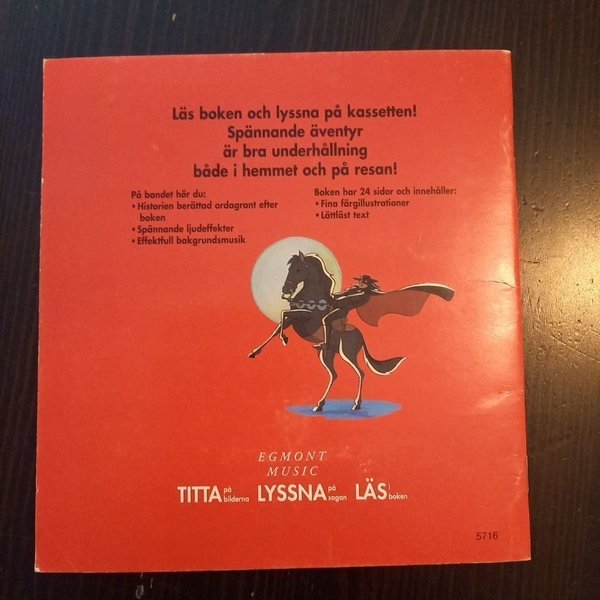 Läs boken och lyssna på kassetten!
Spännande äventyr
är bra underhållning
både i hemmet och på resan!
På bandet hör du:
• Historien berättad ordagrant efter
boken
• Spännande ljudeffekter
• Effektfull bakgrundsmusik
Boken har 24 sidor och innehåller:
• Fina färgillustrationer
• Lättläst text
EGMONT
MUSIC
TITTA på bilderna LYSSNA på sagan LÄS i boken
5716